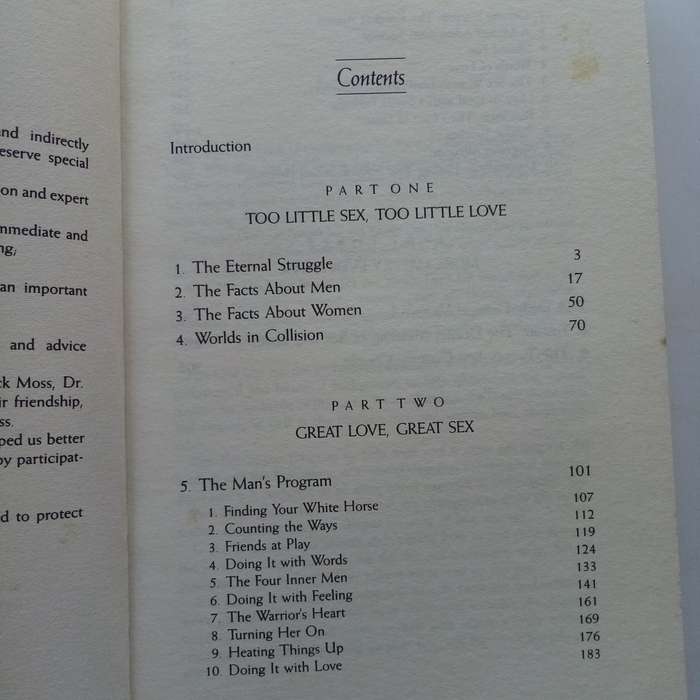 nd indirectly
eserve special
on and expert
mmediate and
ng;
an important
and advice
ck Moss, Dr.
ir friendship,
ss.
ped us better
by participat-
d to protect
Contents
Introduction
PART ONE
TOO LITTLE SEX, TOO LITTLE LOVE
1. The Eternal Struggle 3
2. The Facts About Men 17
3. The Facts About Women 50
4. Worlds in Collision 70
PART TWO
GREAT LOVE, GREAT SEX
5. The Man's Program 101
1. Finding Your White Horse 107
2. Counting the Ways 112
3. Friends at Play 119
4. Doing It with Words 124
5. The Four Inner Men 133
6. Doing It with Feeling 141
7. The Warrior's Heart 161
8. Turning Her On 169
9. Heating Things Up 176
10. Doing It with Love 183